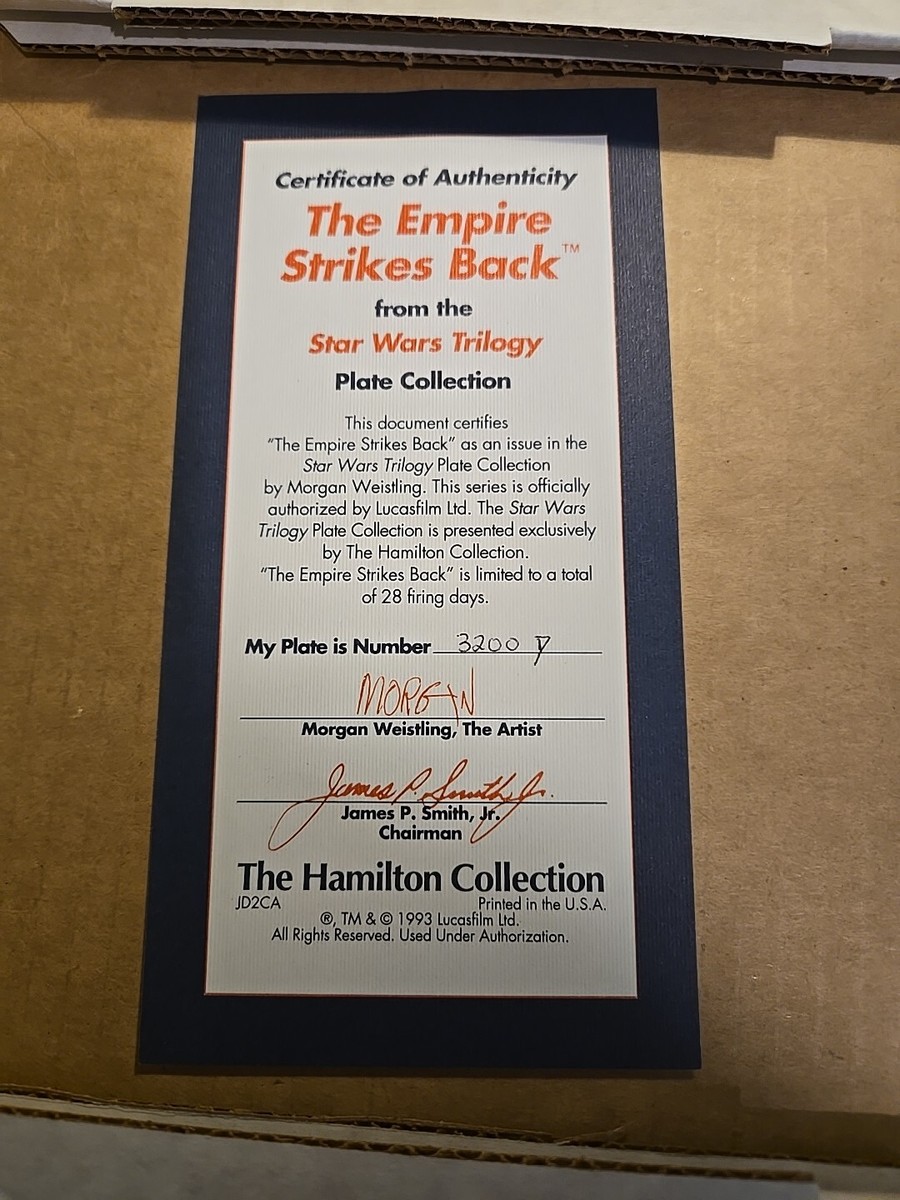 Certificate of Authenticity
The Empire
Strikes Back™
from the
Star Wars Trilogy
Plate Collection
This document certifies
“The Empire Strikes Back” as an issue in the
Star Wars Trilogy Plate Collection
by Morgan Weistling. This series is officially
authorized by Lucasfilm Ltd. The Star Wars
Trilogy Plate Collection is presented exclusively
by The Hamilton Collection.
“The Empire Strikes Back” is limited to a total
of 28 firing days.
My Plate is Number 3200
MORGAN
Morgan Weistling, The Artist
James P. Smith, Jr.
James P. Smith, Jr.
Chairman
The Hamilton Collection
JD2CA Printed in the U.S.A.
®, TM & © 1993 Lucasfilm Ltd.
All Rights Reserved. Used Under Authorization.